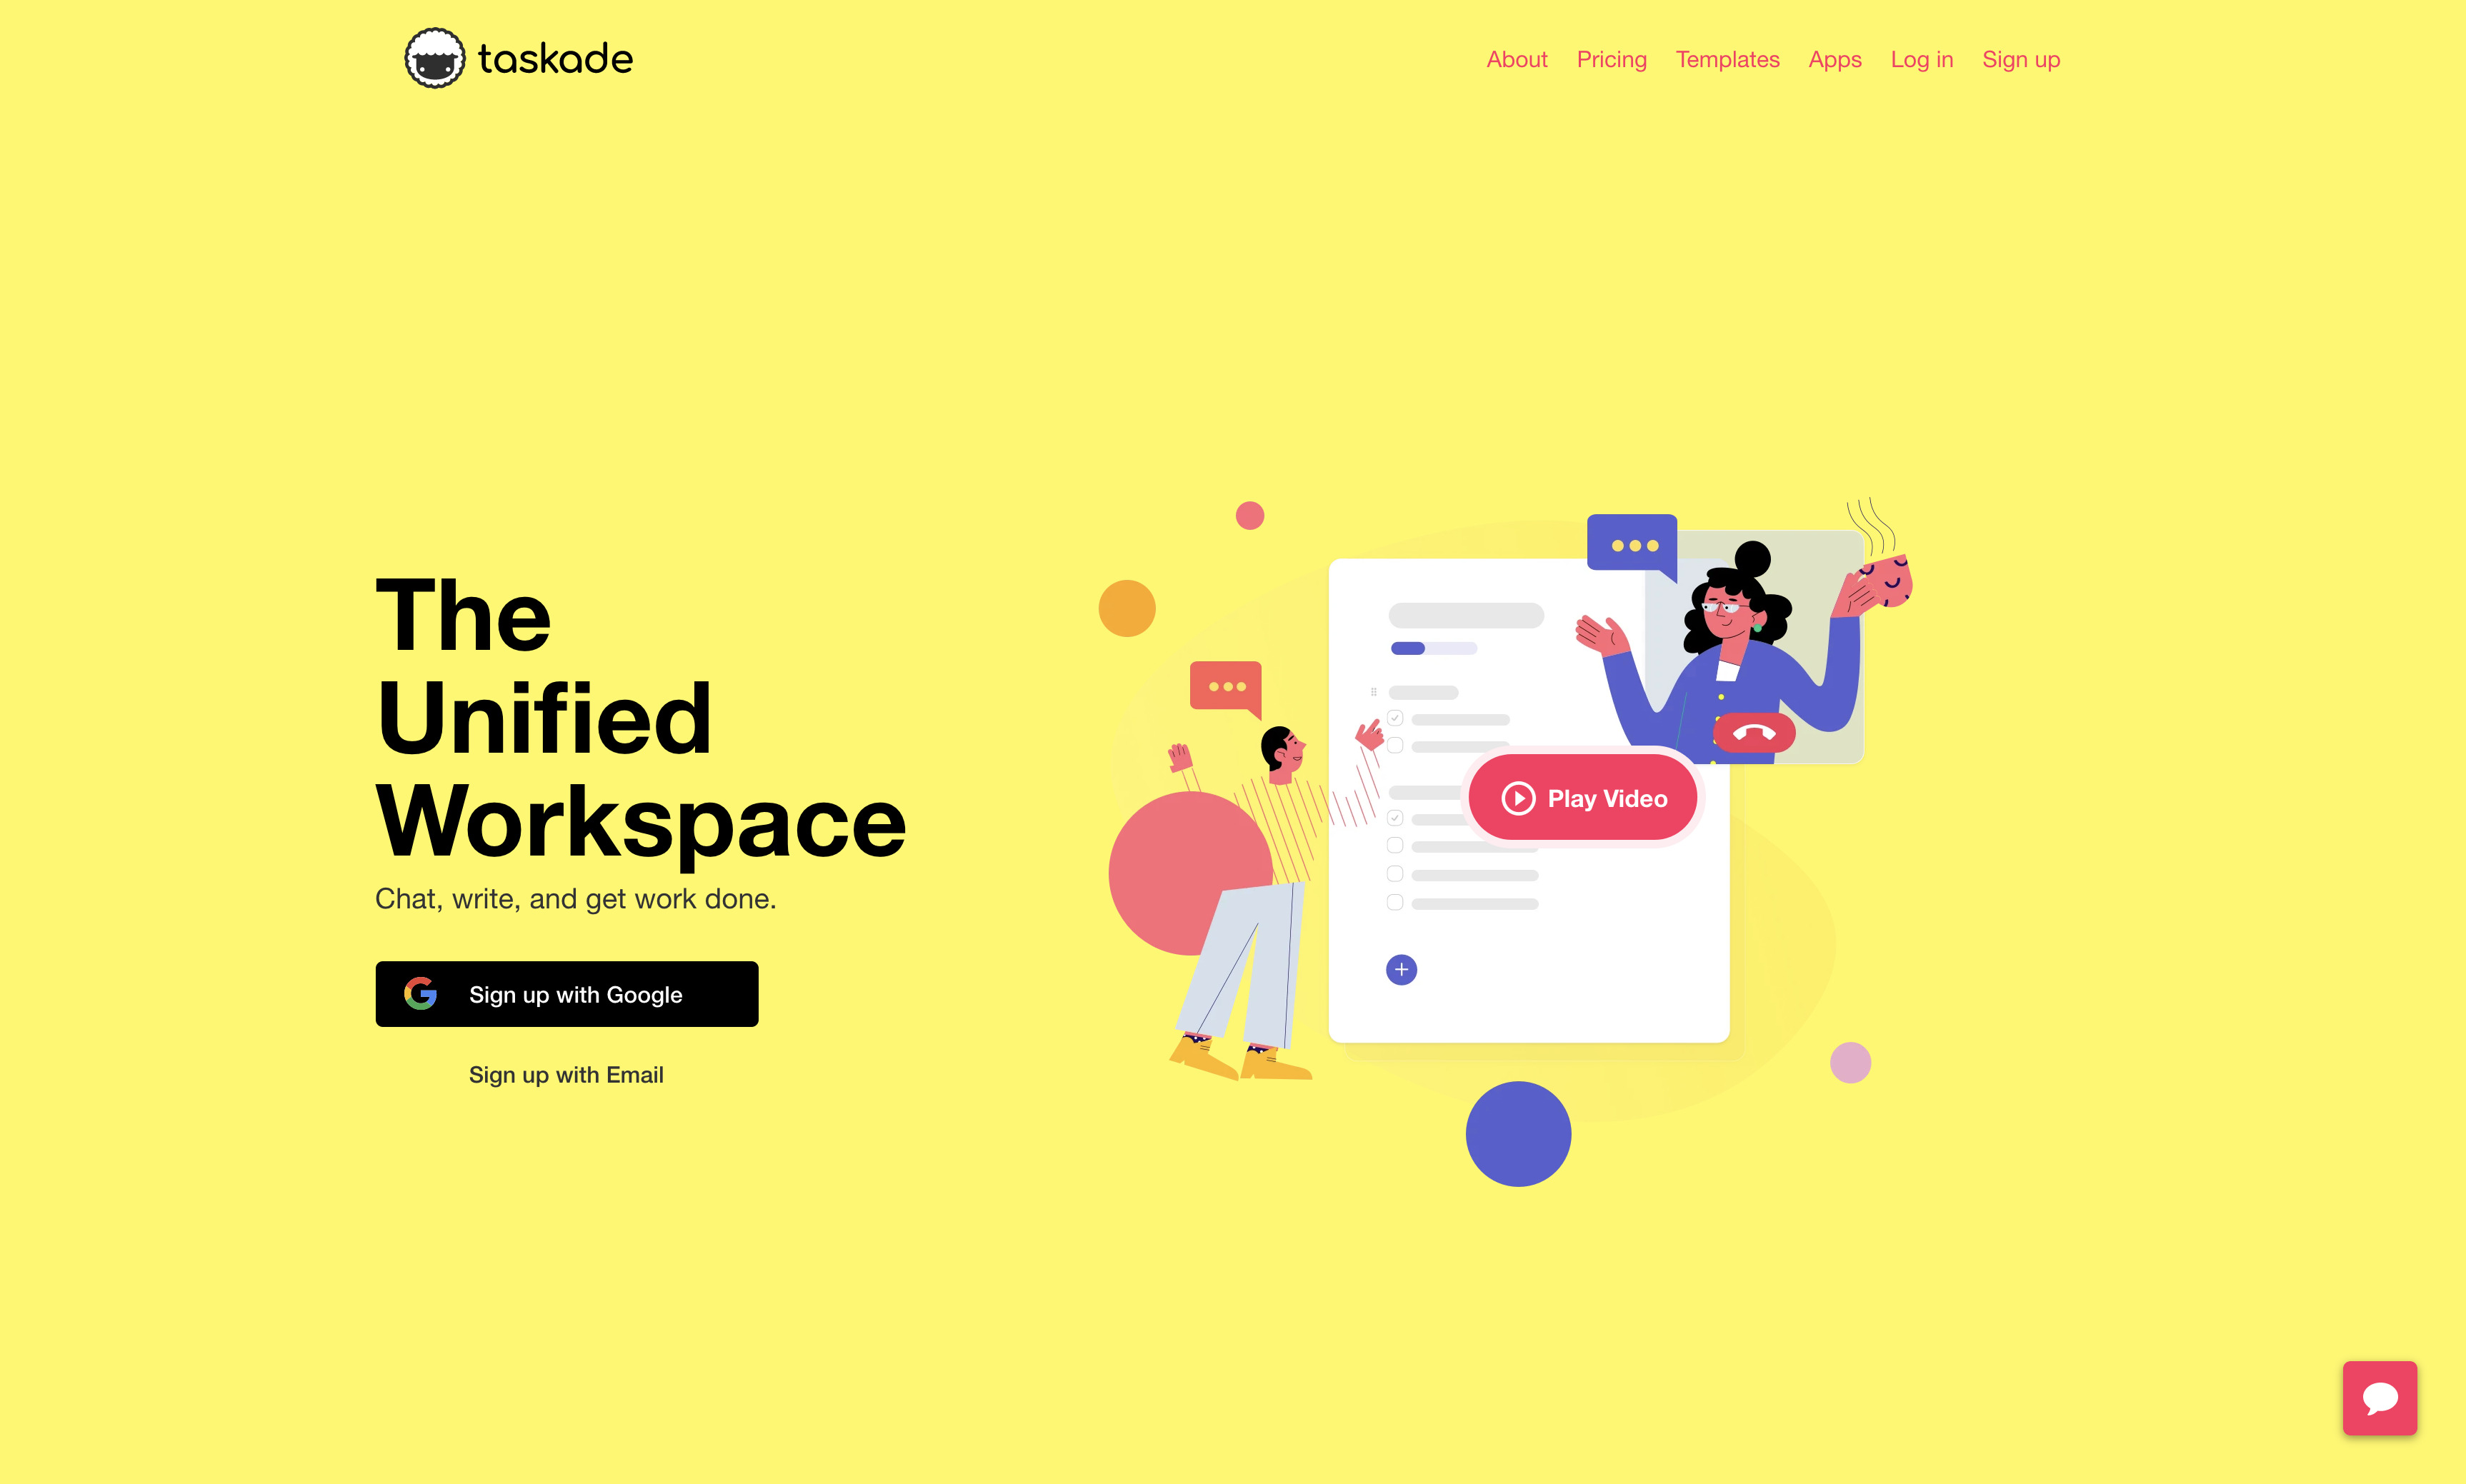 taskade
About Pricing Templates Apps Log in Sign up
The
Unified
Workspace
Chat, write, and get work done.
Sign up with Google
Sign up with Email
Play Video